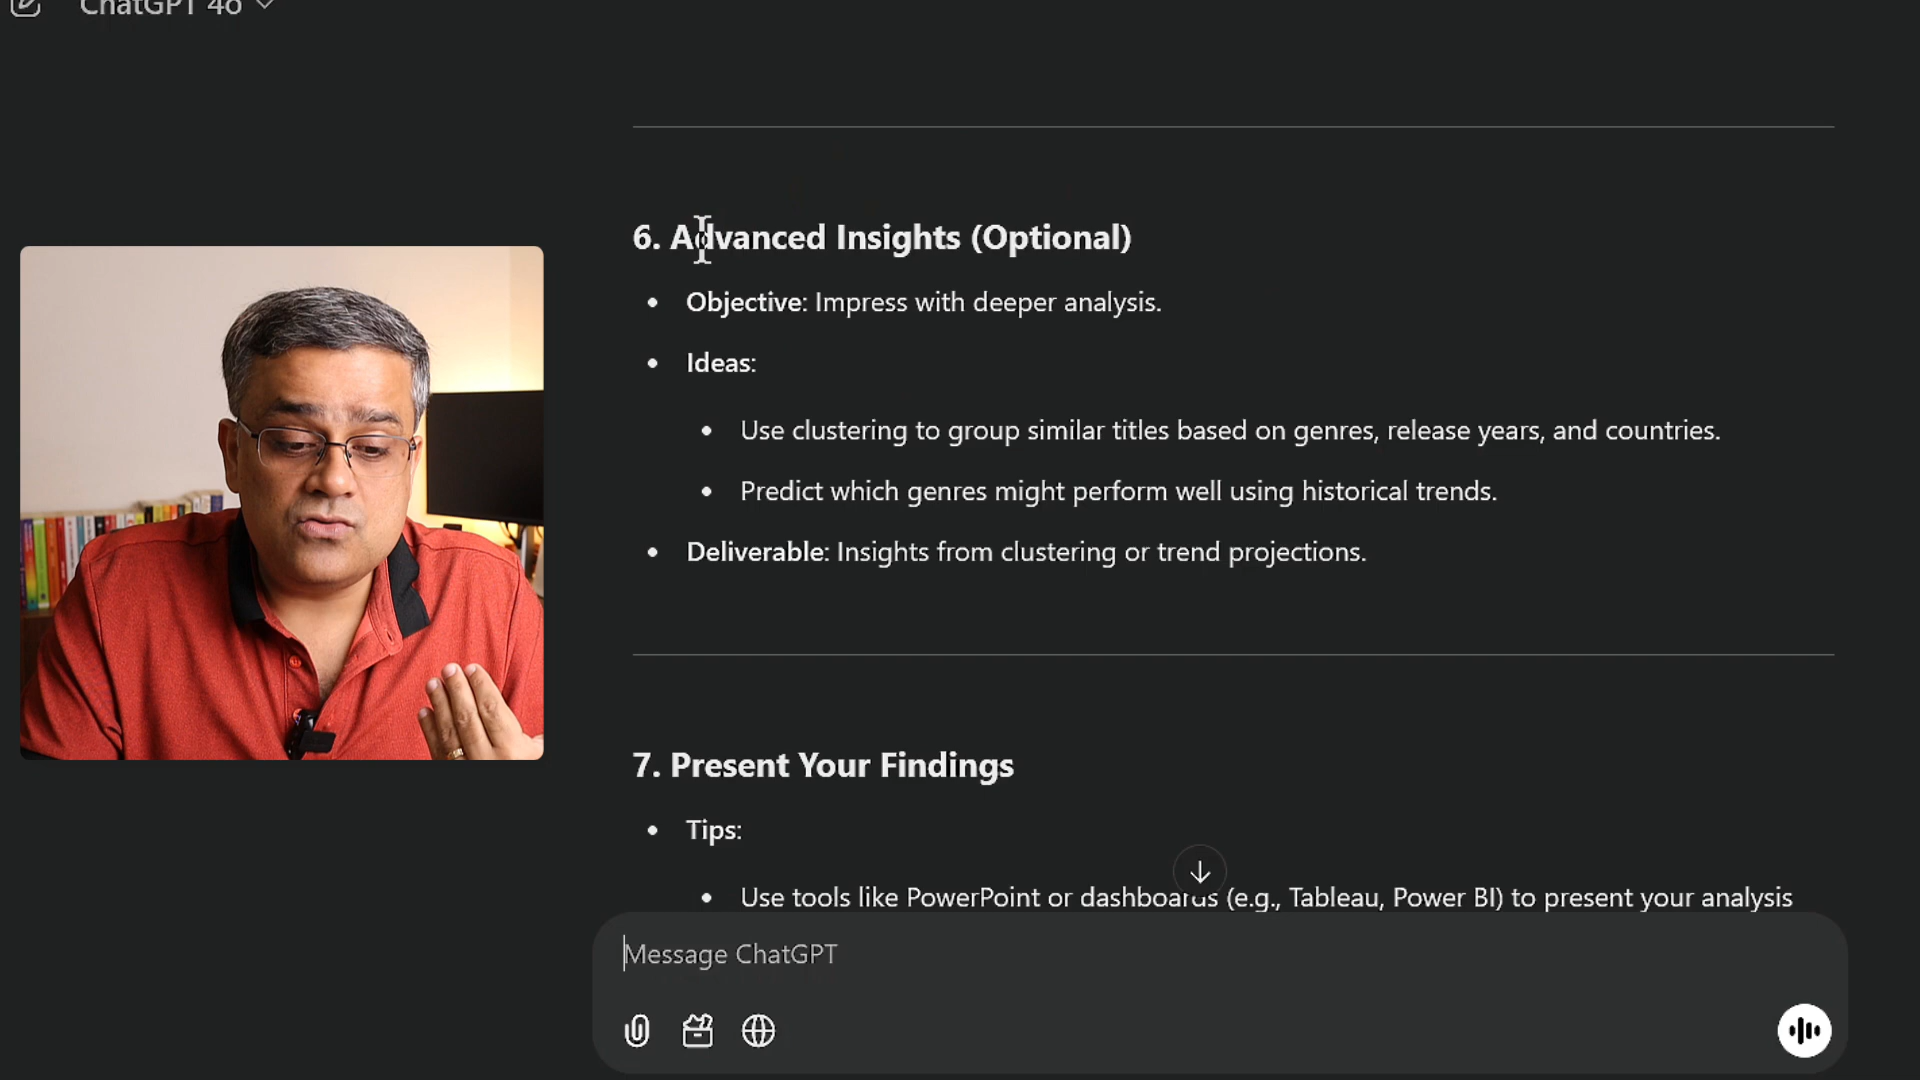 ChatGPT 4o
6. Advanced Insights (Optional)
• Objective: Impress with deeper analysis.
• Ideas:
• Use clustering to group similar titles based on genres, release years, and countries.
• Predict which genres might perform well using historical trends.
• Deliverable: Insights from clustering or trend projections.
7. Present Your Findings
• Tips:
• Use tools like PowerPoint or dashboards (e.g., Tableau, Power BI) to present your analysis
Message ChatGPT